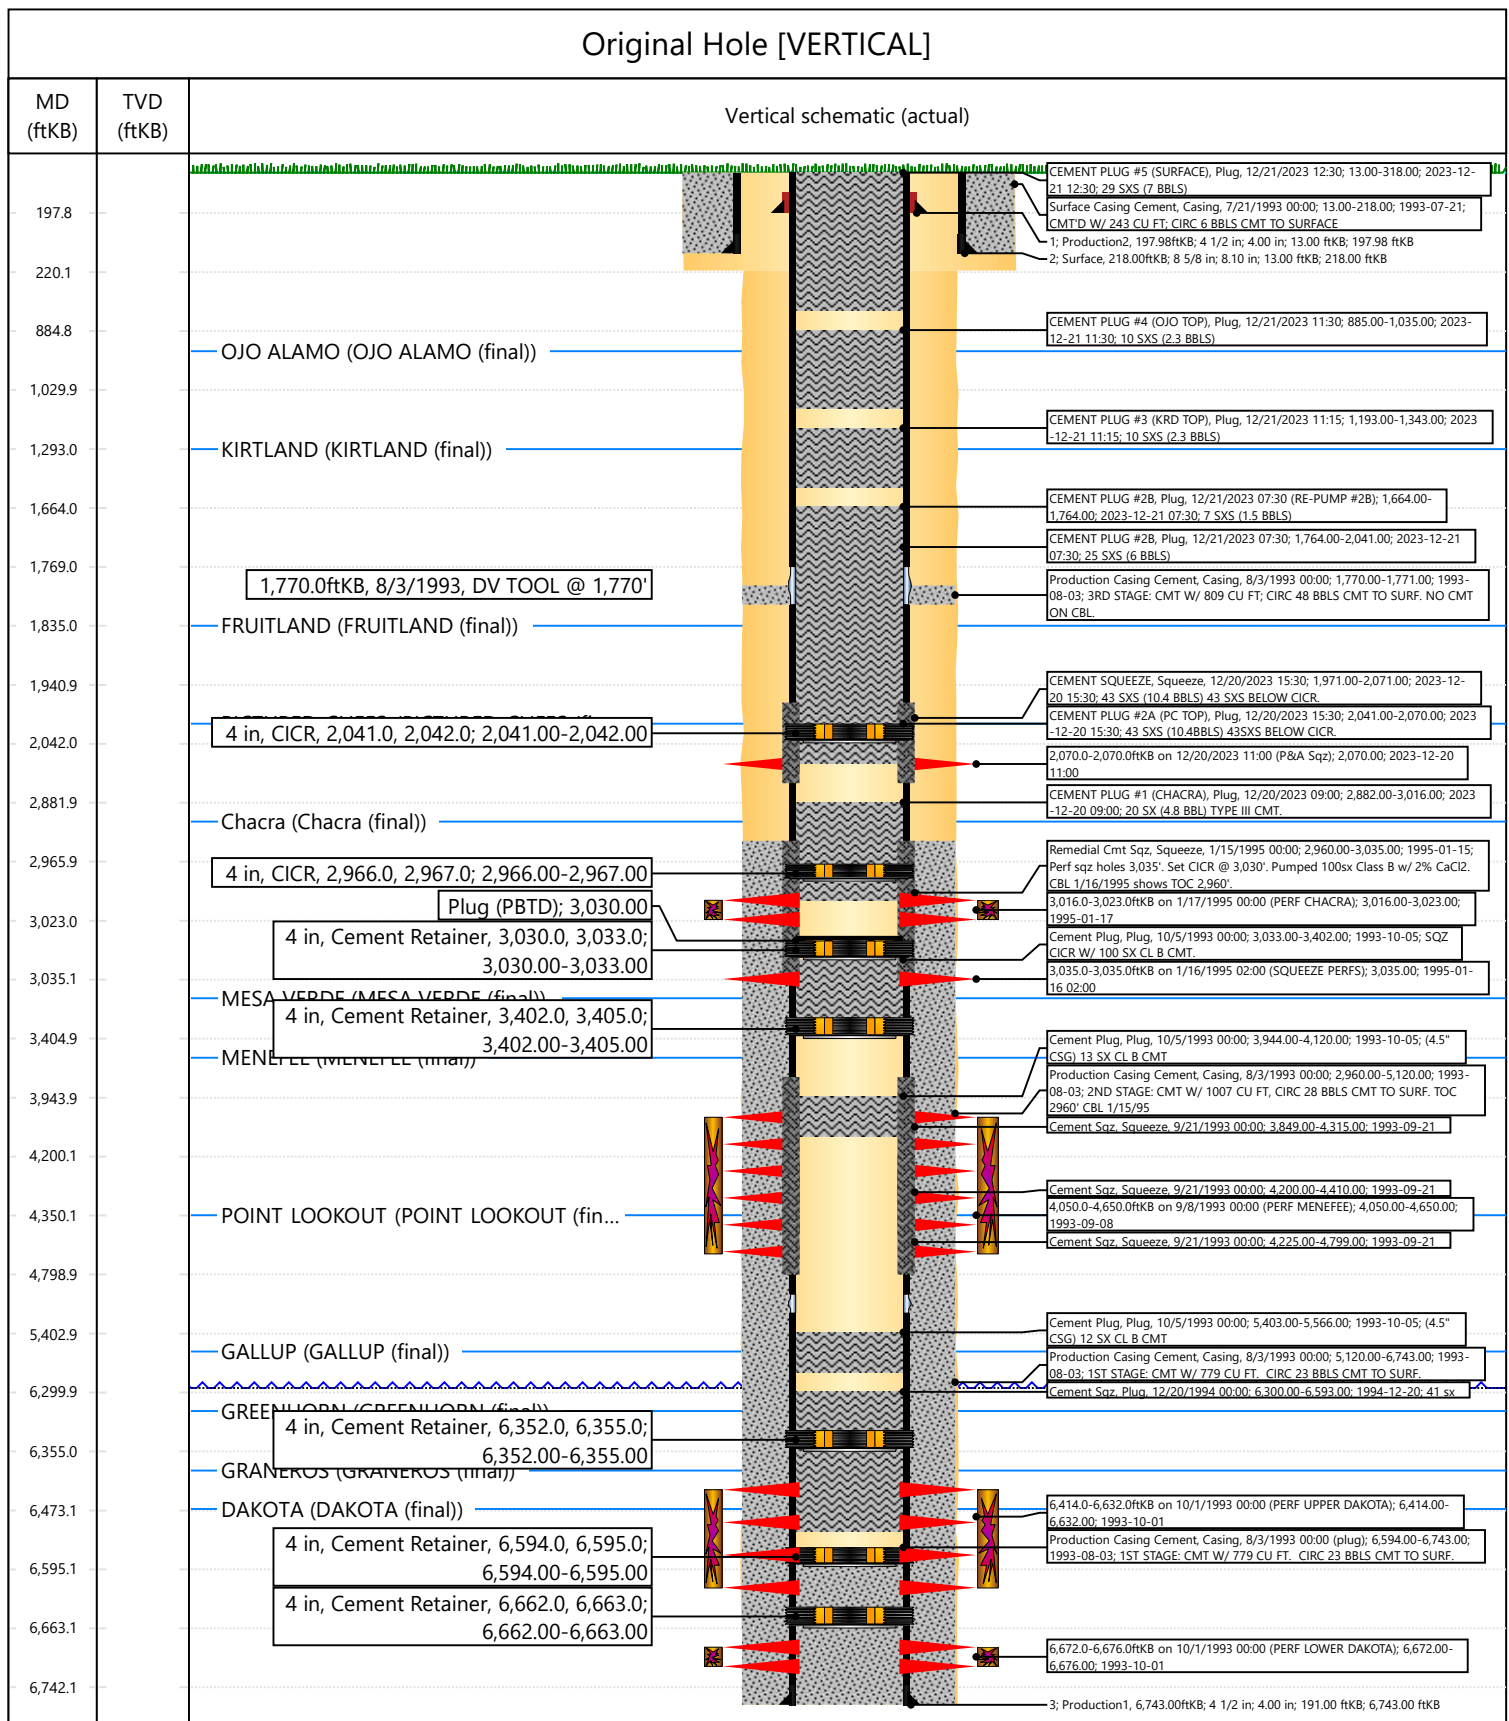 Original Hole [VERTICAL]
MD
(ftKB)
TVD
(ftKB)
Vertical schematic (actual)
197.8
220.1
884.8
1,029.9
1,293.0
1,664.0
1,769.0
1,835.0
1,940.9
2,042.0
2,881.9
2,965.9
3,023.0
3,035.1
3,404.9
3,943.9
4,200.1
4,350.1
4,798.9
5,402.9
6,299.9
6,355.0
6,473.1
6,595.1
6,663.1
6,742.1
OJO ALAMO (OJO ALAMO (final))
KIRTLAND (KIRTLAND (final))
1,770.0ftKB, 8/3/1993, DV TOOL @ 1,770'
FRUITLAND (FRUITLAND (final))
4 in, CICR, 2,041.0, 2,042.0; 2,041.00-2,042.00
Chacra (Chacra (final))
4 in, CICR, 2,966.0, 2,967.0; 2,966.00-2,967.00
Plug (PBTD); 3,030.00
4 in, Cement Retainer, 3,030.0, 3,033.0;
3,030.00-3,033.00
MESA VERDE (MESA VERDE (final))
4 in, Cement Retainer, 3,402.0, 3,405.0;
3,402.00-3,405.00
MENEFEE (MENEFEE (final))
POINT LOOKOUT (POINT LOOKOUT (fin...
GALLUP (GALLUP (final))
GREENHORN (GREENHORN (final))
4 in, Cement Retainer, 6,352.0, 6,355.0;
6,352.00-6,355.00
GRANEROS (GRANEROS (final))
DAKOTA (DAKOTA (final))
4 in, Cement Retainer, 6,594.0, 6,595.0;
6,594.00-6,595.00
4 in, Cement Retainer, 6,662.0, 6,663.0;
6,662.00-6,663.00
CEMENT PLUG #5 (SURFACE), Plug, 12/21/2023 12:30; 13.00-318.00; 2023-12-
21 12:30; 29 SXS (7 BBLS)
Surface Casing Cement, Casing, 7/21/1993 00:00; 13.00-218.00; 1993-07-21;
CMT'D W/ 243 CU FT; CIRC 6 BBLS CMT TO SURFACE
1; Production2, 197.98ftKB; 4 1/2 in; 4.00 in; 13.00 ftKB; 197.98 ftKB
2; Surface, 218.00ftKB; 8 5/8 in; 8.10 in; 13.00 ftKB; 218.00 ftKB
CEMENT PLUG #4 (OJO TOP), Plug, 12/21/2023 11:30; 885.00-1,035.00; 2023-
12-21 11:30; 10 SXS (2.3 BBLS)
CEMENT PLUG #3 (KRD TOP), Plug, 12/21/2023 11:15; 1,193.00-1,343.00; 2023
-12-21 11:15; 10 SXS (2.3 BBLS)
CEMENT PLUG #2B, Plug, 12/21/2023 07:30 (RE-PUMP #2B); 1,664.00-
1,764.00; 2023-12-21 07:30; 7 SXS (1.5 BBLS)
CEMENT PLUG #2B, Plug, 12/21/2023 07:30; 1,764.00-2,041.00; 2023-12-21
07:30; 25 SXS (6 BBLS)
Production Casing Cement, Casing, 8/3/1993 00:00; 1,770.00-1,771.00; 1993-
08-03; 3RD STAGE: CMT W/ 809 CU FT; CIRC 48 BBLS CMT TO SURF. NO CMT
ON CBL.
CEMENT SQUEEZE, Squeeze, 12/20/2023 15:30; 1,971.00-2,071.00; 2023-12-
20 15:30; 43 SXS (10.4 BBLS) 43 SXS BELOW CICR.
CEMENT PLUG #2A (PC TOP), Plug, 12/20/2023 15:30; 2,041.00-2,070.00; 2023
-12-20 15:30; 43 SXS (10.4BBLS) 43SXS BELOW CICR.
2,070.0-2,070.0ftKB on 12/20/2023 11:00 (P&A Sqz); 2,070.00; 2023-12-20
11:00
CEMENT PLUG #1 (CHACRA), Plug, 12/20/2023 09:00; 2,882.00-3,016.00; 2023
-12-20 09:00; 20 SX (4.8 BBL) TYPE III CMT.
Remedial Cmt Sqz, Squeeze, 1/15/1995 00:00; 2,960.00-3,035.00; 1995-01-15;
Perf sqz holes 3,035'. Set CICR @ 3,030'. Pumped 100sx Class B w/ 2% CaCl2.
CBL 1/16/1995 shows TOC 2,960'.
3,016.0-3,023.0ftKB on 1/17/1995 00:00 (PERF CHACRA); 3,016.00-3,023.00;
1995-01-17
Cement Plug, Plug, 10/5/1993 00:00; 3,033.00-3,402.00; 1993-10-05; SQZ
CICR W/ 100 SX CL B CMT.
3,035.0-3,035.0ftKB on 1/16/1995 02:00 (SQUEEZE PERFS); 3,035.00; 1995-01-
16 02:00
Cement Plug, Plug, 10/5/1993 00:00; 3,944.00-4,120.00; 1993-10-05; (4.5"
CSG) 13 SX CL B CMT
Production Casing Cement, Casing, 8/3/1993 00:00; 2,960.00-5,120.00; 1993-
08-03; 2ND STAGE: CMT W/ 1007 CU FT, CIRC 28 BBLS CMT TO SURF. TOC
2960' CBL 1/15/95
Cement Sqz, Squeeze, 9/21/1993 00:00; 3,849.00-4,315.00; 1993-09-21
Cement Sqz, Squeeze, 9/21/1993 00:00; 4,200.00-4,410.00; 1993-09-21
4,050.0-4,650.00ftKB on 9/8/1993 00:00 (PERF MENEFEE); 4,050.00-4,650.00;
1993-09-08
Cement Sqz, Squeeze, 9/21/1993 00:00; 4,225.00-4,799.00; 1993-09-21
Cement Plug, Plug, 10/5/1993 00:00; 5,403.00-5,566.00; 1993-10-05; (4.5"
CSG) 12 SX CL B CMT
Production Casing Cement, Casing, 8/3/1993 00:00; 5,120.00-6,743.00; 1993-
08-03; 1ST STAGE: CMT W/ 779 CU FT. CIRC 23 BBLS CMT TO SURF.
Cement Sqz, Plug, 12/20/1994 00:00; 6,300.00-6,593.00; 1994-12-20; 41 sx
6,414.0-6,632.0ftKB on 10/1/1993 00:00 (PERF UPPER DAKOTA); 6,414.00-
6,632.00; 1993-10-01
Production Casing Cement, Casing, 8/3/1993 00:00 (plug); 6,594.00-6,743.00;
1993-08-03; 1ST STAGE: CMT W/ 779 CU FT. CIRC 23 BBLS CMT TO SURF.
6,672.0-6,676.0ftKB on 10/1/1993 00:00 (PERF LOWER DAKOTA); 6,672.00-
6,676.00; 1993-10-01
3; Production1, 6,743.00ftKB; 4 1/2 in; 4.00 in; 191.00 ftKB; 6,743.00 ftKB